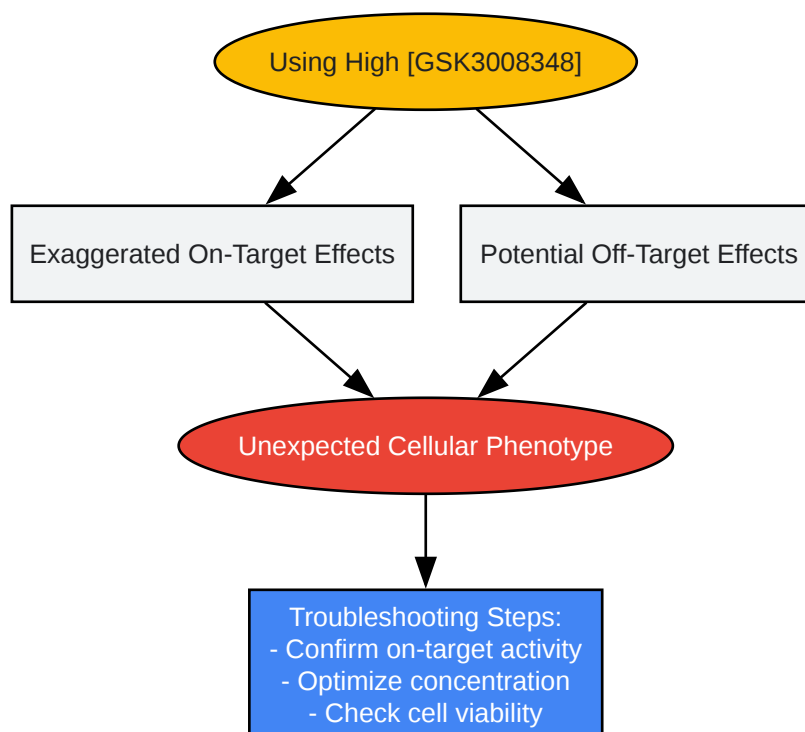 Using High [GSK3008348]
Exaggerated On-Target Effects
Potential Off-Target Effects
Unexpected Cellular Phenotype
Troubleshooting Steps:
- Confirm on-target activity
- Optimize concentration
- Check cell viability